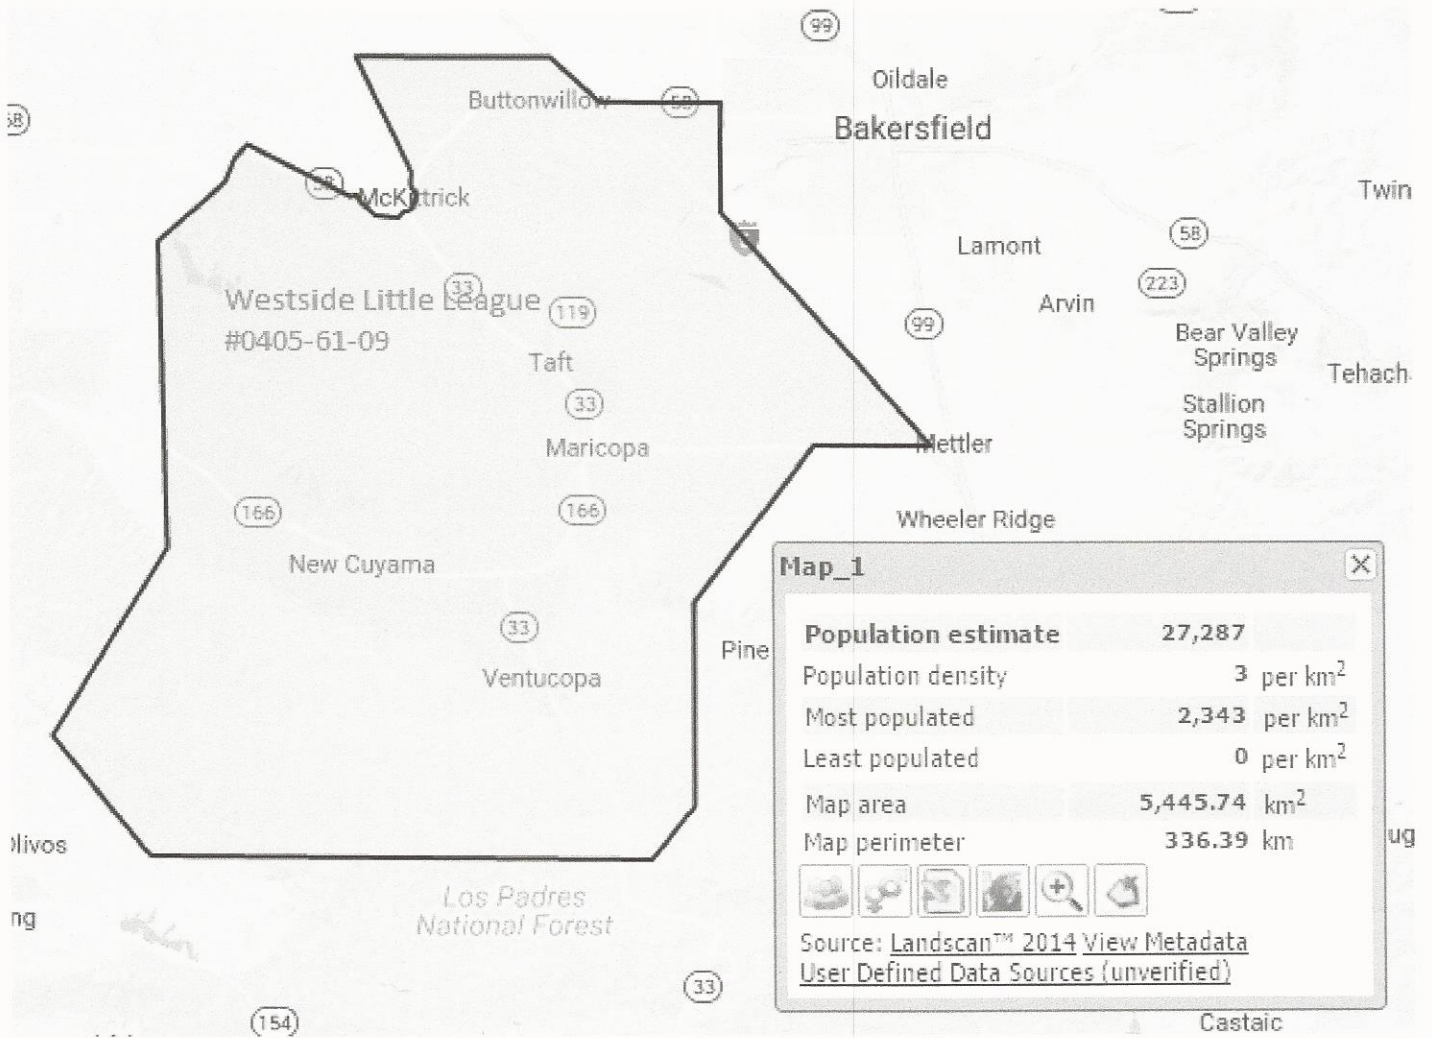 99
Oildale
Buttonwillow
58
58
Bakersfield
58
McKittrick
Twin
58
Lamont
Westside Little League
33
119
223
#0405-61-09
99
Arvin
Bear Valley
Springs
Taft
Tehach
33
Stallion
Springs
Maricopa
Mettler
166
166
Wheeler Ridge
New Cuyama
33
Pine
Ventucopa
Map_1
Population estimate 27,287
Population density 3 per km²
Most populated 2,343 per km²
Least populated 0 per km²
Map area 5,445.74 km²
Map perimeter 336.39 km
Source: Landscan™ 2014 View Metadata
User Defined Data Sources (unverified)
livos
ug
Los Padres
National Forest
ng
33
154
Castaic